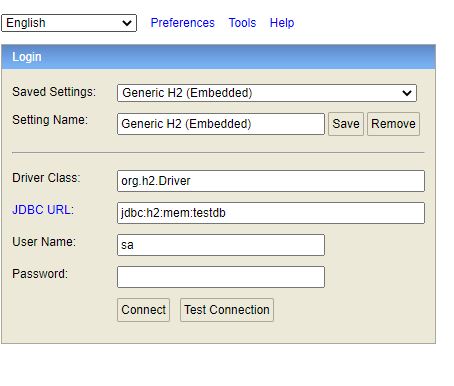 English Preferences Tools Help
Login
Saved Settings: Generic H2 (Embedded)
Setting Name: Generic H2 (Embedded) Save Remove
Driver Class: org.h2.Driver
JDBC URL: jdbc:h2:mem:testdb
User Name: sa
Password:
Connect Test Connection